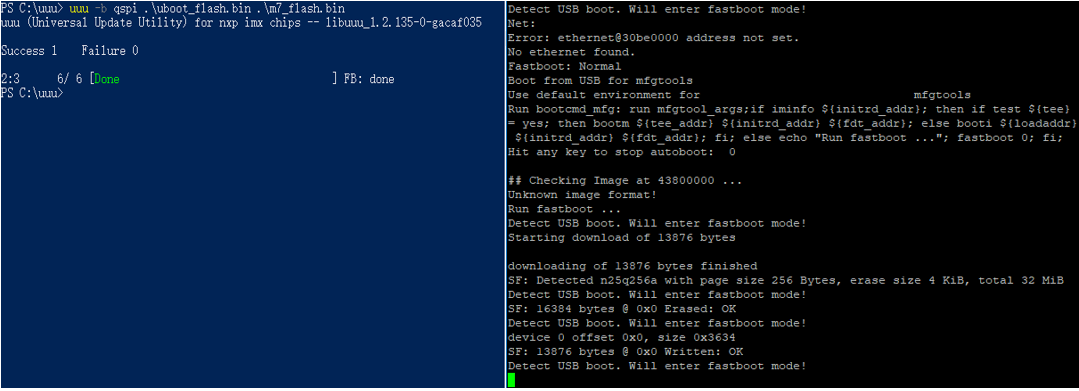 PS C:\uuu> uuu -b qspi .\uboot_flash.bin .\m7_flash.bin
uuu (Universal Update Utility) for nxp imx chips -- libuuu_1.2.135-0-gacaf035
Success 1    Failure 0
2:3      6/ 6 [Done                                  ] FB: done
PS C:\uuu>
Detect USB boot. Will enter fastboot mode!
Net:
Error: ethernet@30be0000 address not set.
No ethernet found.
Fastboot: Normal
Boot from USB for mfgtools
Use default environment for                              mfgtools
Run bootcmd_mfg: run mfgtool_args;if iminfo ${initrd_addr}; then if test ${tee}
= yes; then bootm ${tee_addr} ${initrd_addr} ${fdt_addr}; else booti ${loadaddr}
 ${initrd_addr} ${fdt_addr}; fi; else echo "Run fastboot ..."; fastboot 0; fi;
Hit any key to stop autoboot:  0
## Checking Image at 43800000 ...
Unknown image format!
Run fastboot ...
Detect USB boot. Will enter fastboot mode!
Starting download of 13876 bytes
downloading of 13876 bytes finished
SF: Detected n25q256a with page size 256 Bytes, erase size 4 KiB, total 32 MiB
Detect USB boot. Will enter fastboot mode!
SF: 16384 bytes @ 0x0 Erased: OK
Detect USB boot. Will enter fastboot mode!
device 0 offset 0x0, size 0x3634
SF: 13876 bytes @ 0x0 Written: OK
Detect USB boot. Will enter fastboot mode!